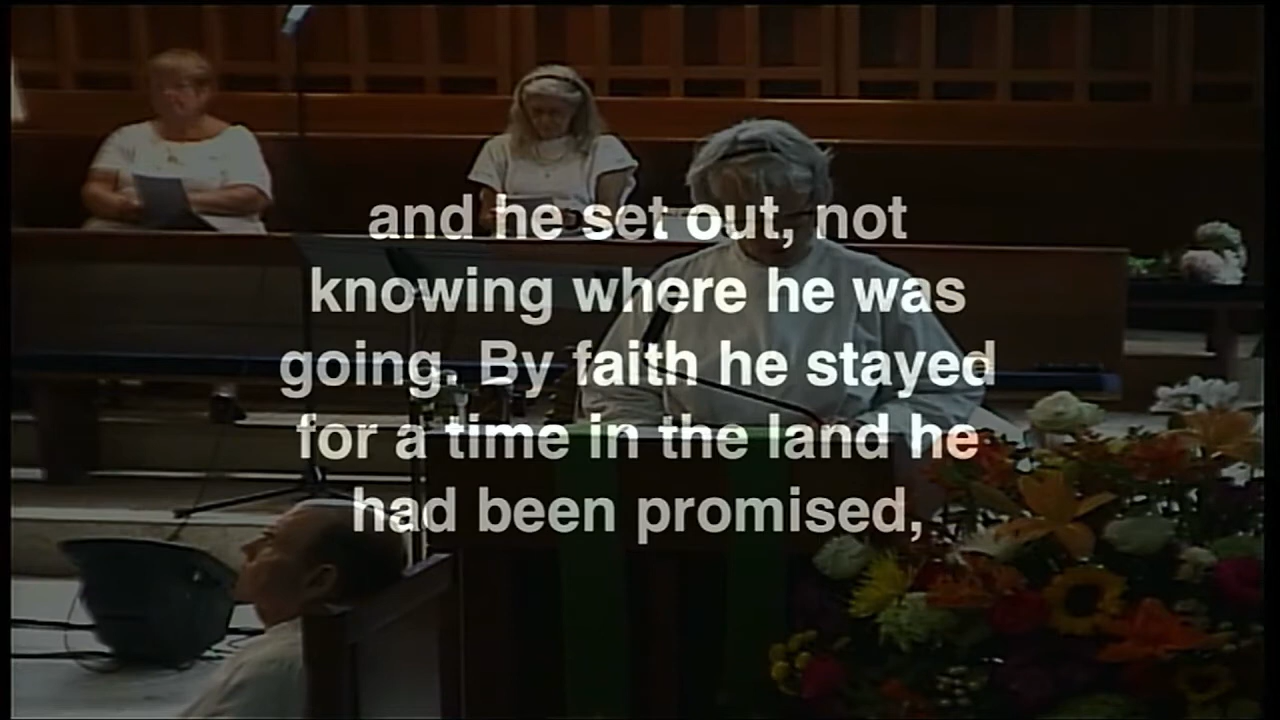 and he set out, not
knowing where he was
going. By faith he stayed
for a time in the land he
had been promised,